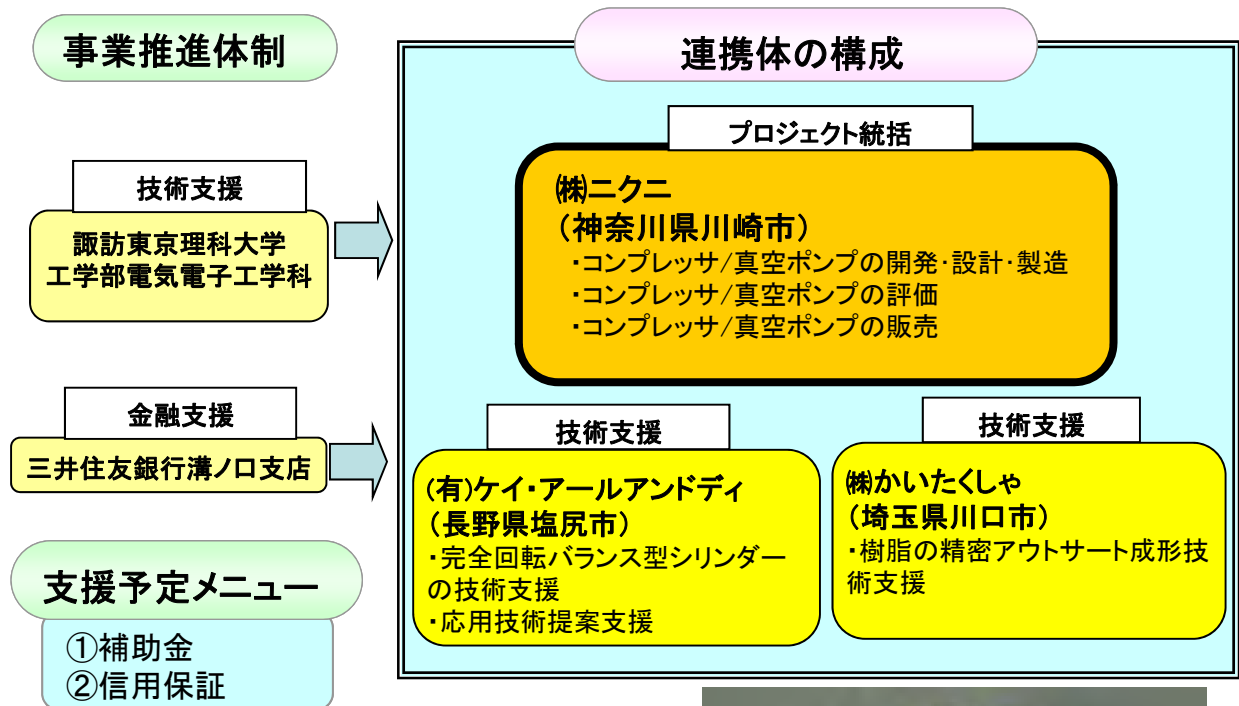 事業推進体制
技術支援
諏訪東京理科大学
工学部電気電子工学科
金融支援
三井住友銀行溝ノ口支店
支援予定メニュー
①補助金
②信用保証
連携体の構成
プロジェクト統括
㈱ニクニ
（神奈川県川崎市）
・コンプレッサ/真空ポンプの開発・設計・製造
・コンプレッサ/真空ポンプの評価
・コンプレッサ/真空ポンプの販売
技術支援
(有)ケイ・アールアンドディ
（長野県塩尻市）
・完全回転バランス型シリンダー
の技術支援
・応用技術提案支援
技術支援
㈱かいたくしゃ
（埼玉県川口市）
・樹脂の精密アウトサート成形技
術支援